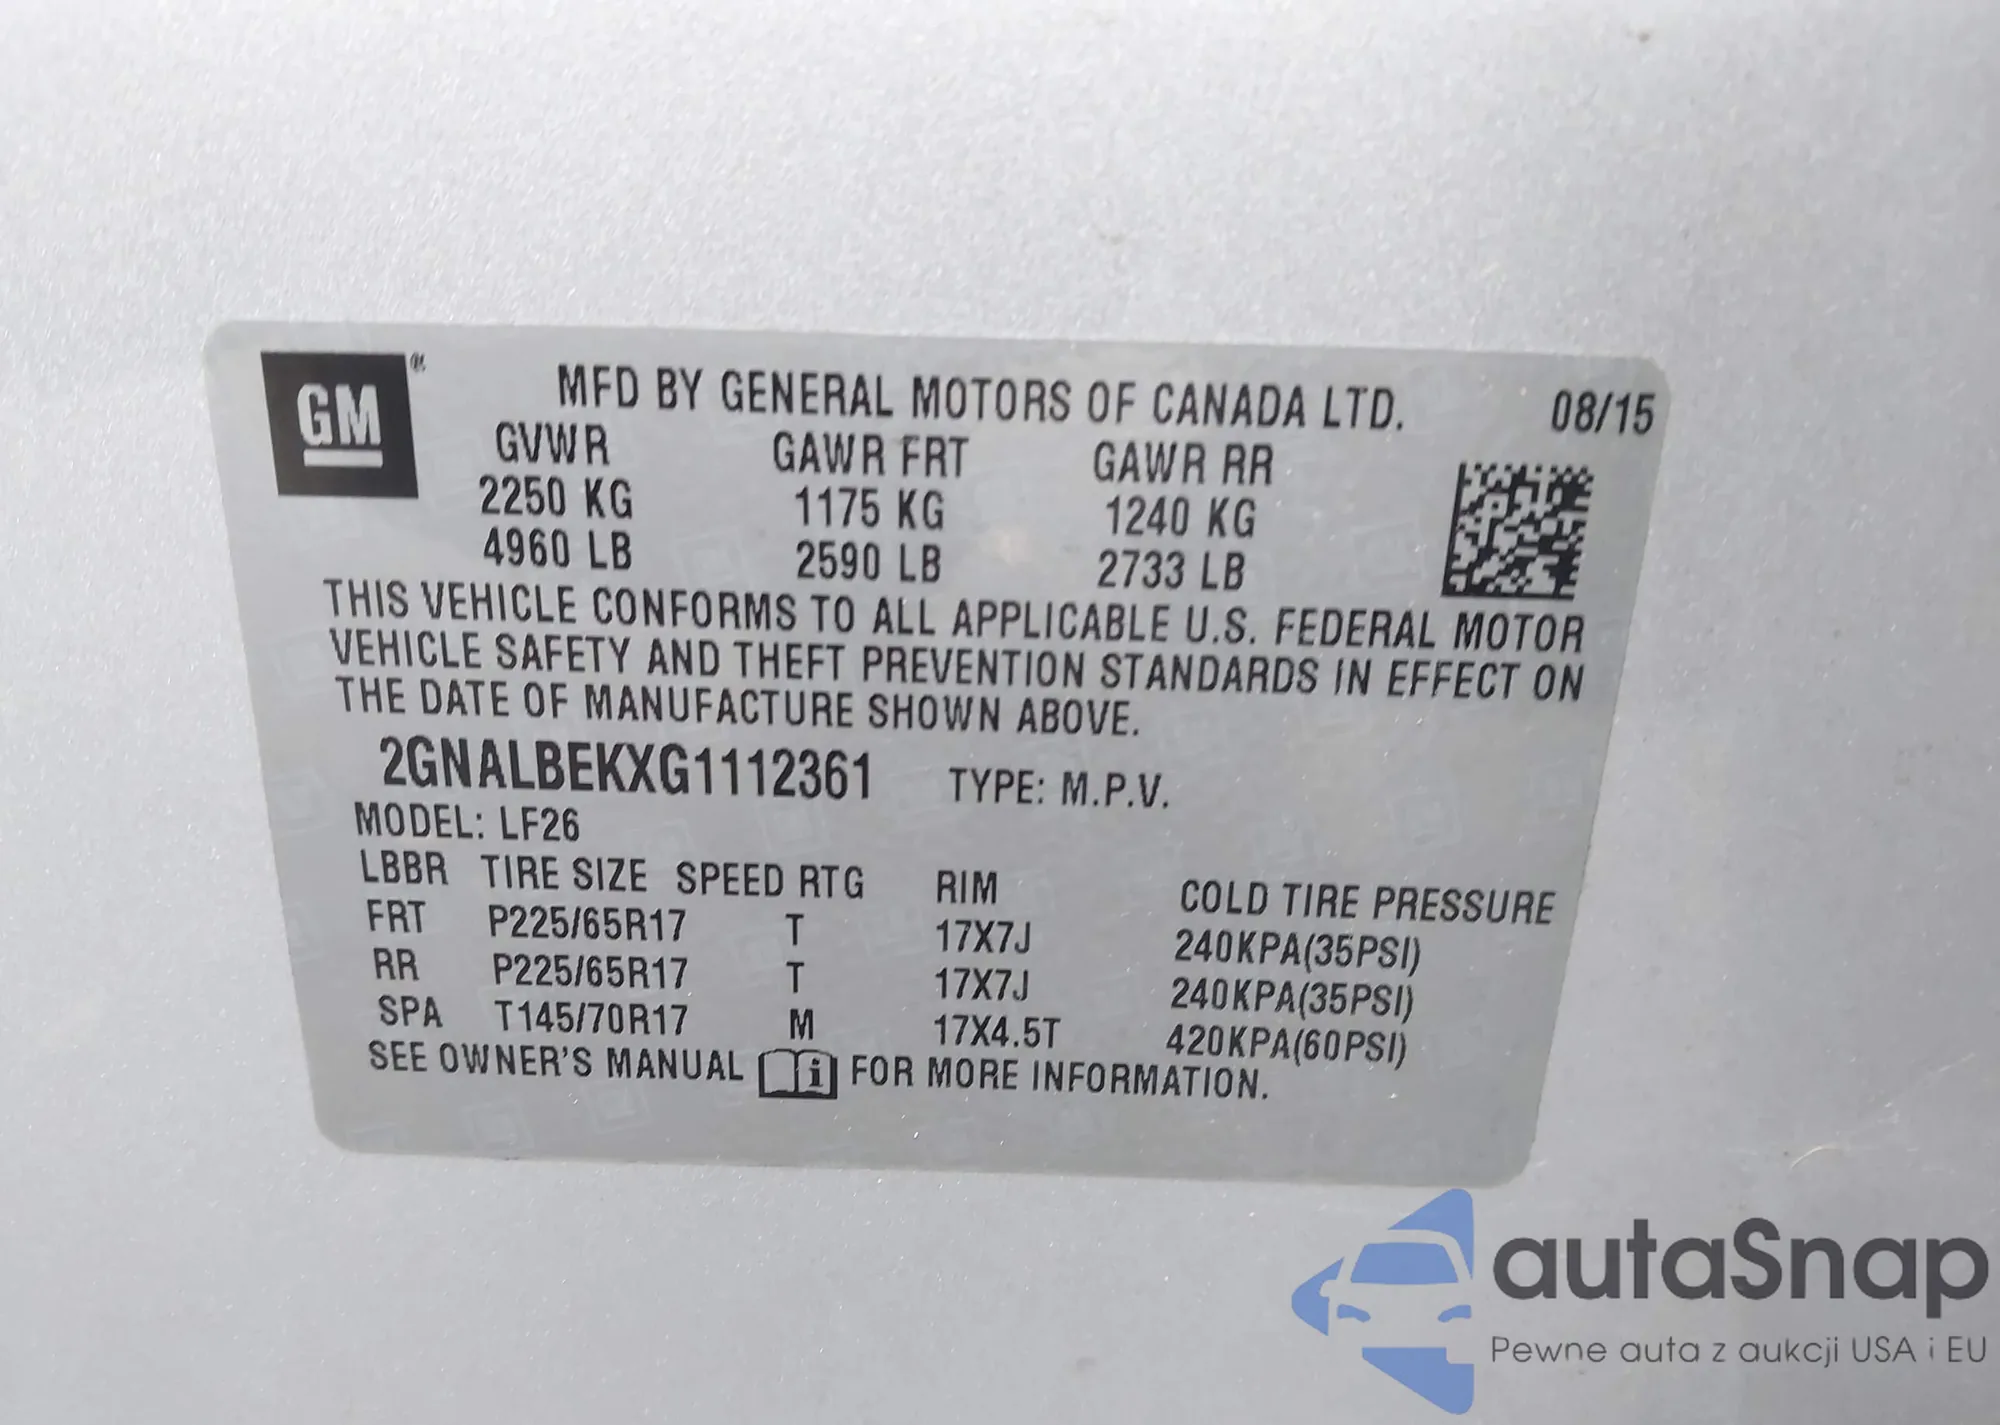 GM®
MFD BY GENERAL MOTORS OF CANADA LTD. 08/15
GVWR GAWR FRT GAWR RR
2250 KG 1175 KG 1240 KG
4960 LB 2590 LB 2733 LB
THIS VEHICLE CONFORMS TO ALL APPLICABLE U.S. FEDERAL MOTOR
VEHICLE SAFETY AND THEFT PREVENTION STANDARDS IN EFFECT ON
THE DATE OF MANUFACTURE SHOWN ABOVE.
2GNALBEKXG1112361 TYPE: M.P.V.
MODEL: LF26
LBBR TIRE SIZE SPEED RTG RIM COLD TIRE PRESSURE
FRT P225/65R17 T 17X7J 240KPA(35PSI)
RR P225/65R17 T 17X7J 240KPA(35PSI)
SPA T145/70R17 M 17X4.5T 420KPA(60PSI)
SEE OWNER'S MANUAL i FOR MORE INFORMATION.
autaSnap
Pewne auta z aukcji USA i EU